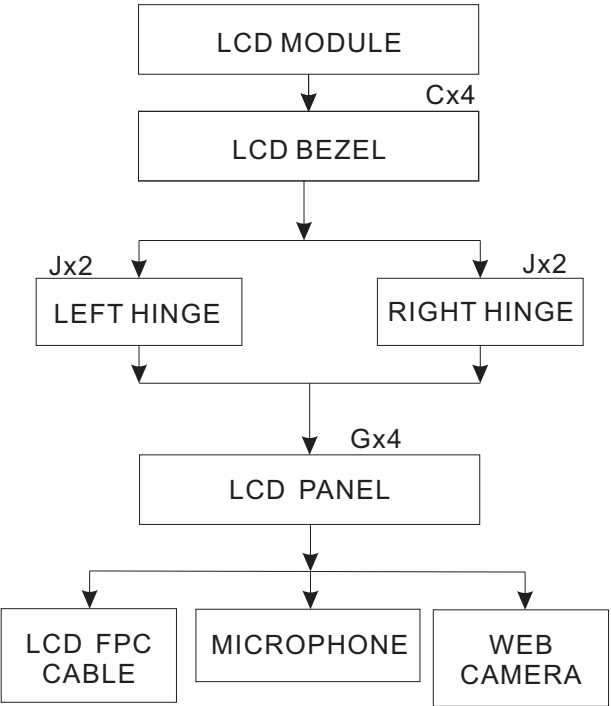 LCD MODULE
Cx4
LCD BEZEL
Jx2
Jx2
LEFT HINGE
RIGHT HINGE
Gx4
LCD PANEL
LCD FPC
CABLE
MICROPHONE
WEB
CAMERA